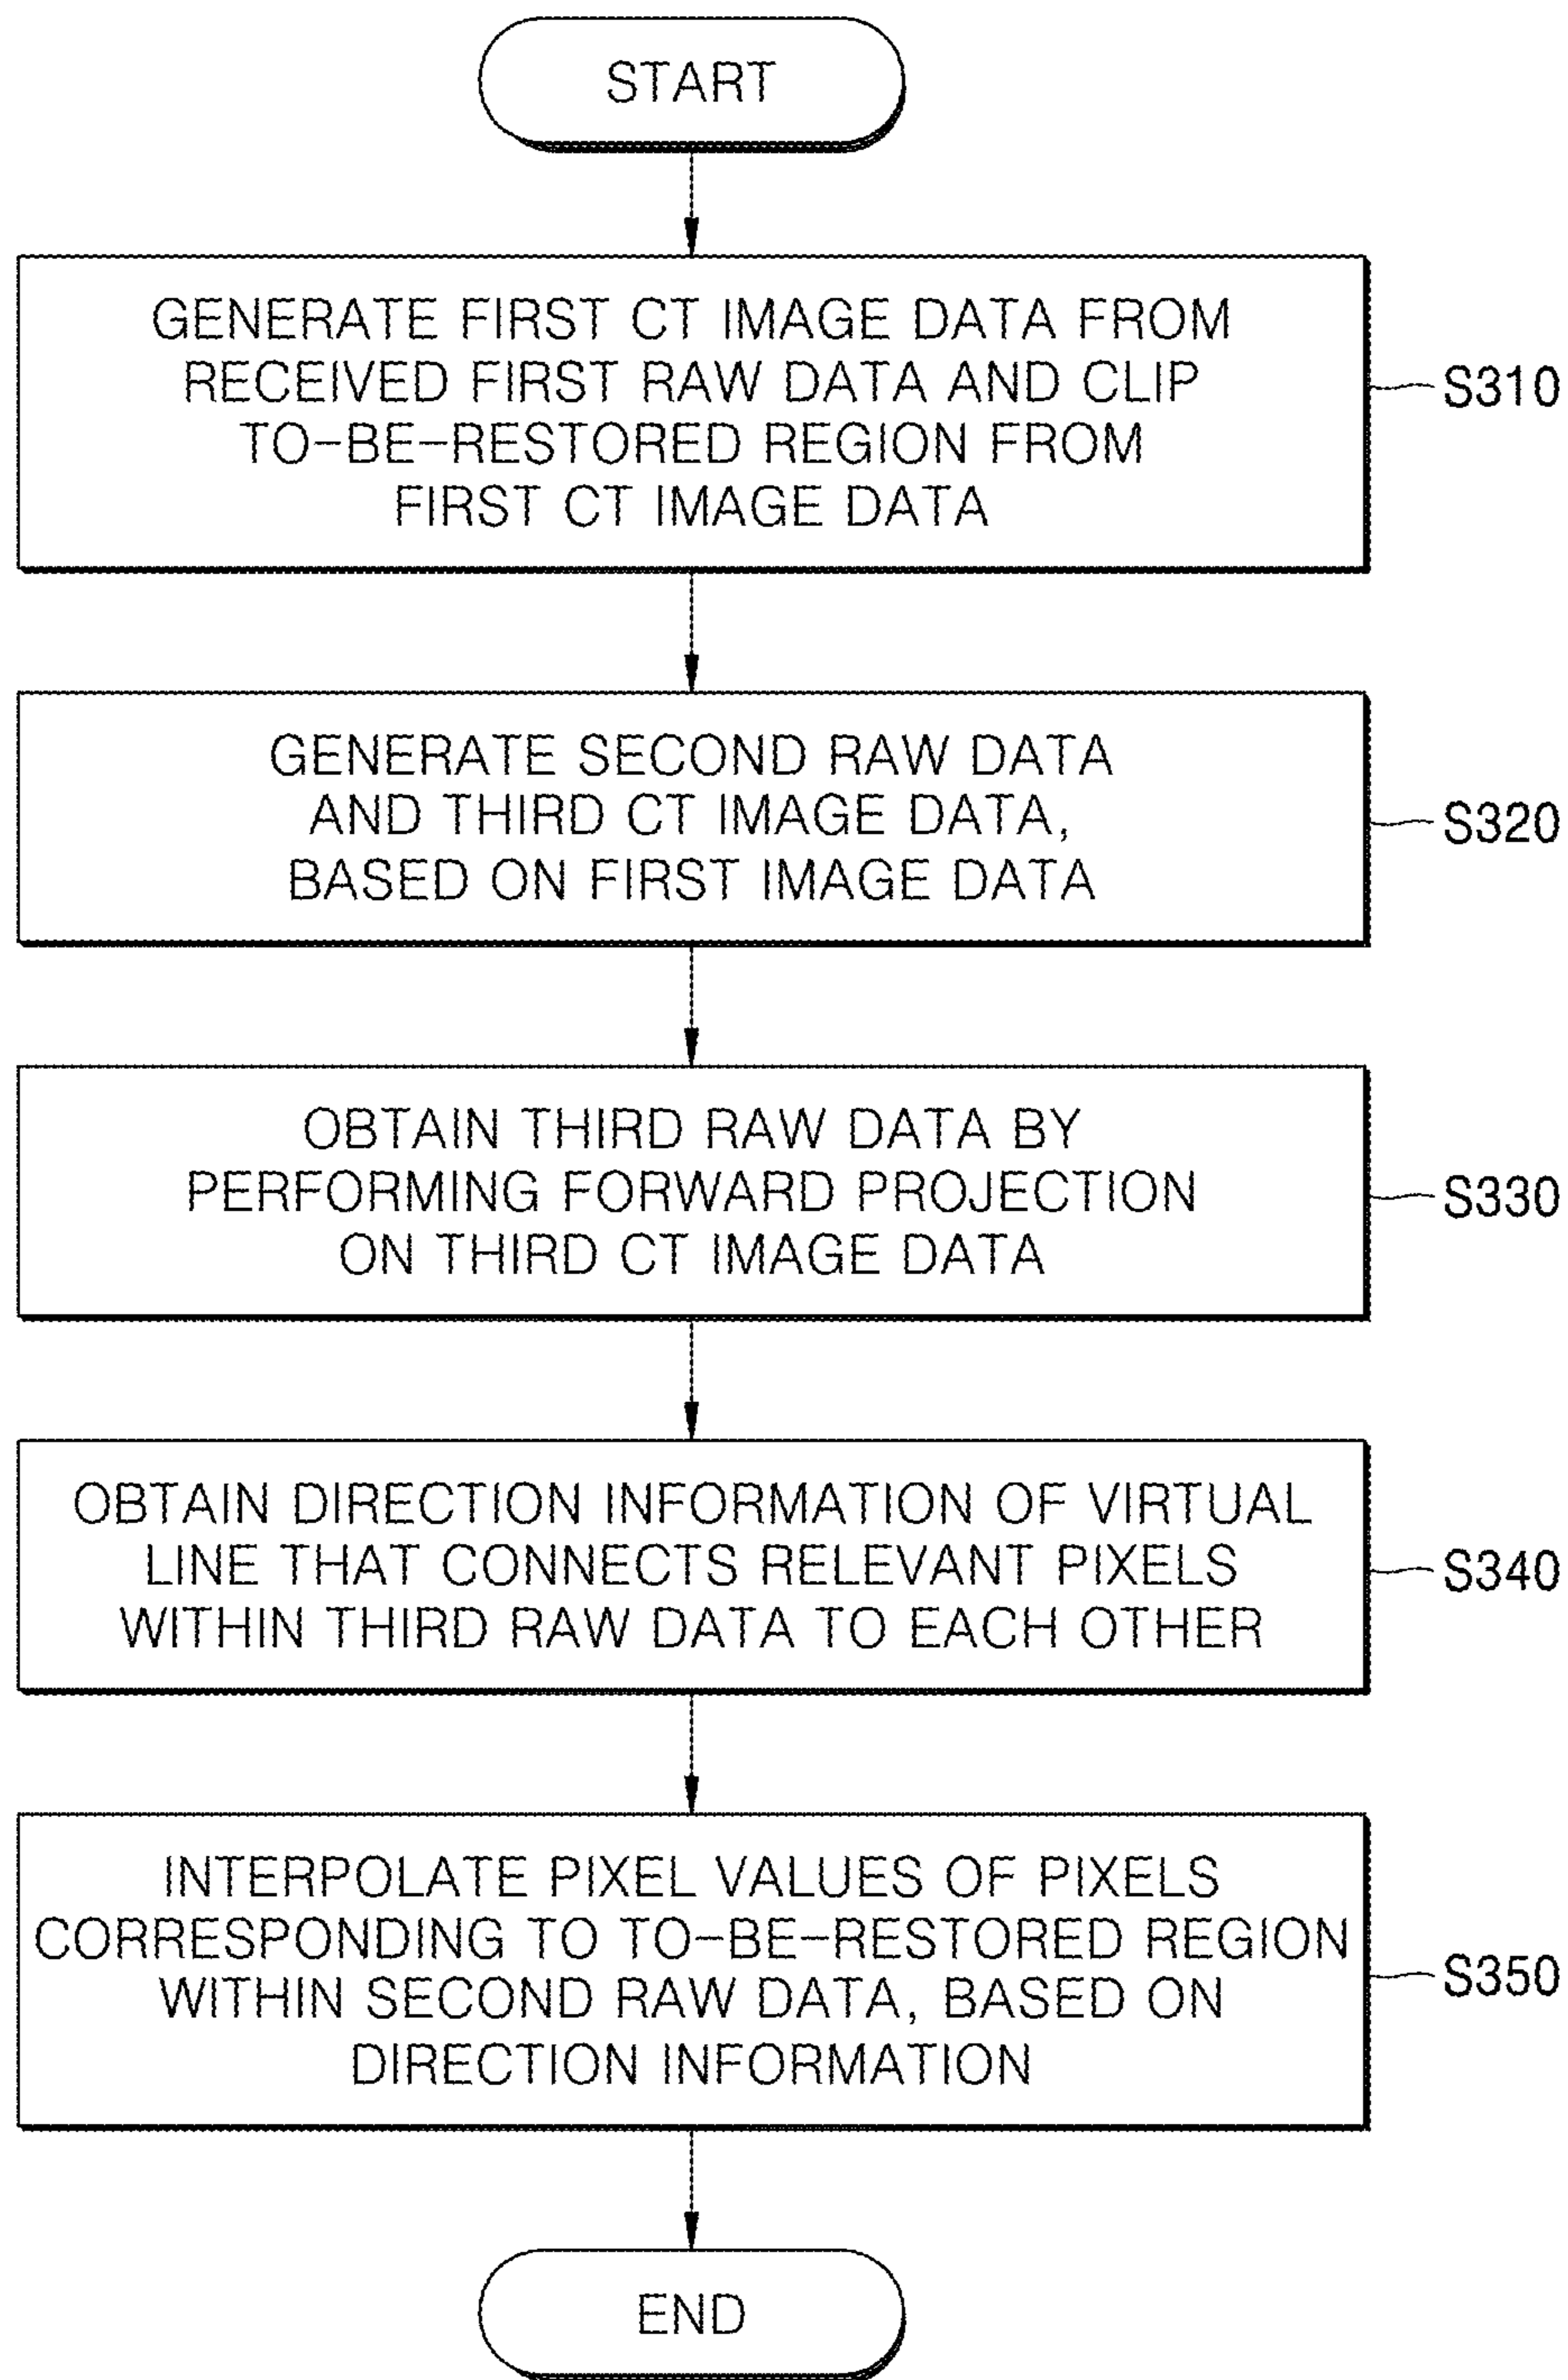 START
GENERATE FIRST CT IMAGE DATA FROM
RECEIVED FIRST RAW DATA AND CLIP
TO-BE-RESTORED REGION FROM
FIRST CT IMAGE DATA
S310
GENERATE SECOND RAW DATA
AND THIRD CT IMAGE DATA,
BASED ON FIRST IMAGE DATA
S320
OBTAIN THIRD RAW DATA BY
PERFORMING FORWARD PROJECTION
ON THIRD CT IMAGE DATA
S330
OBTAIN DIRECTION INFORMATION OF VIRTUAL
LINE THAT CONNECTS RELEVANT PIXELS
WITHIN THIRD RAW DATA TO EACH OTHER
S340
INTERPOLATE PIXEL VALUES OF PIXELS
CORRESPONDING TO TO-BE-RESTORED REGION
WITHIN SECOND RAW DATA, BASED ON
DIRECTION INFORMATION
S350
END